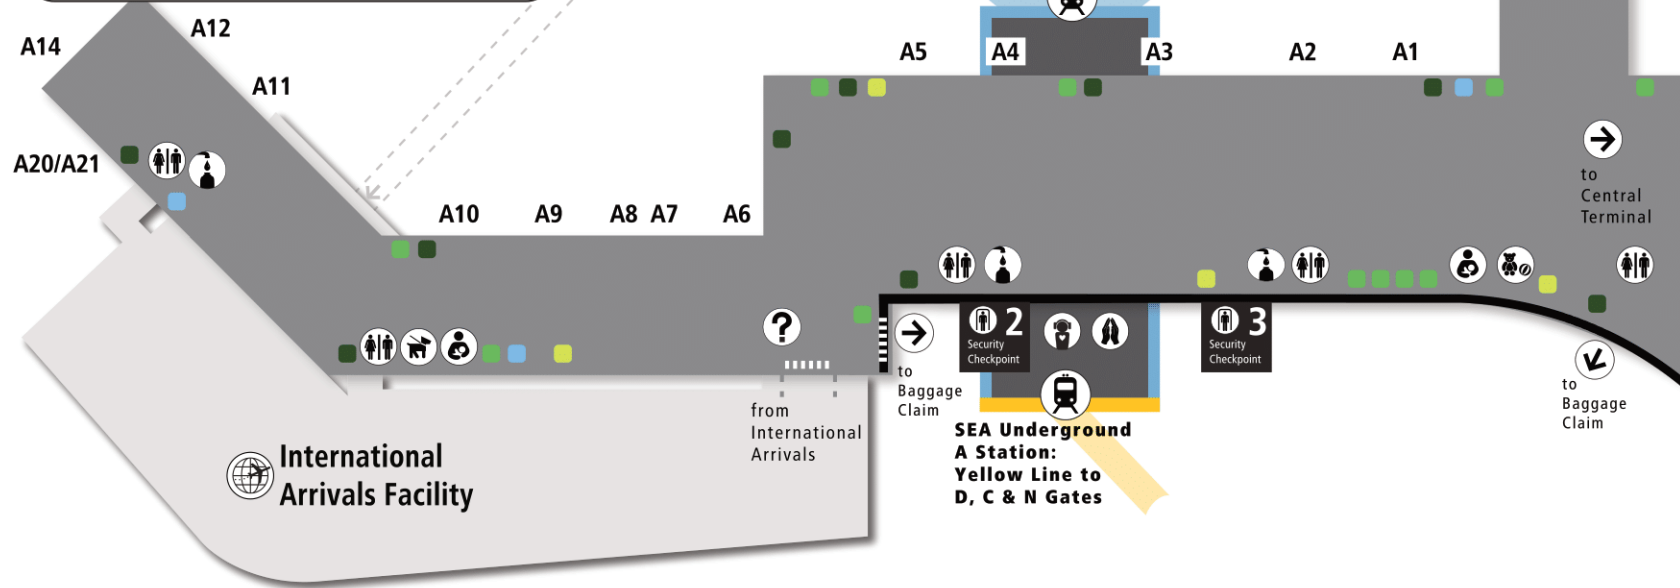 A14
A12
A11
A20/A21
A10
A9
A8
A7
A6
A5
A4
A3
A2
A1
to
Central
Terminal
?
2
Security
Checkpoint
3
Security
Checkpoint
to
Baggage
Claim
to
Baggage
Claim
from
International
Arrivals
SEA Underground
A Station:
Yellow Line to
D, C & N Gates
International
Arrivals Facility